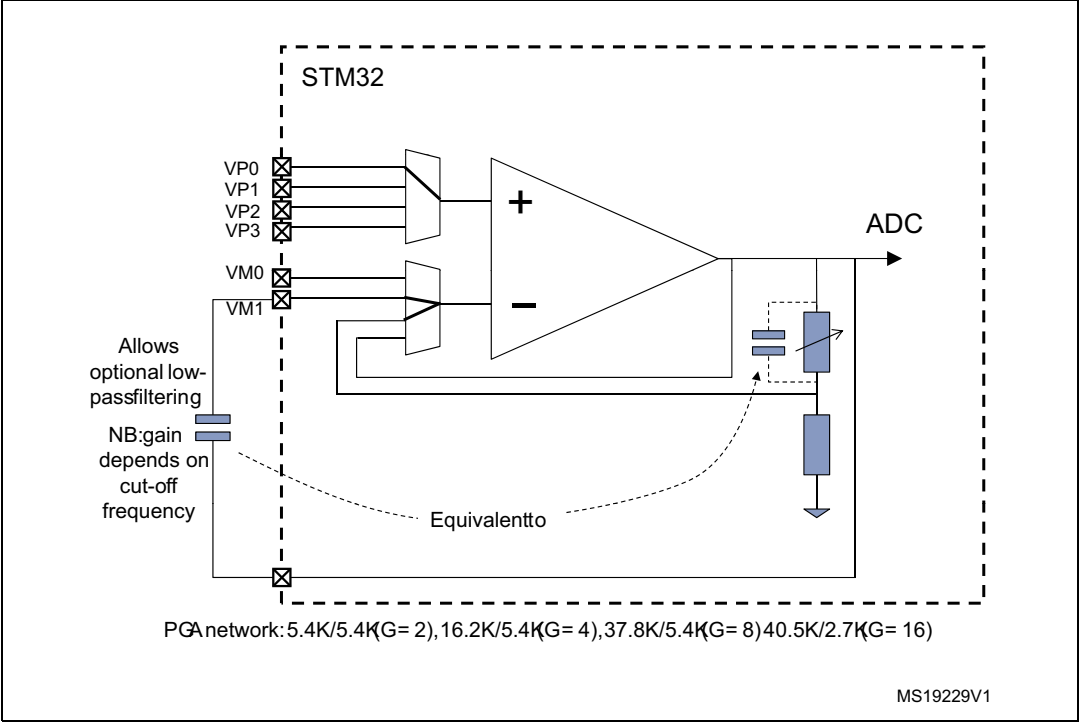 STM32
VP0
VP1
VP2
VP3
VM0
VM1
+
−
ADC
Allows
optional low-
passfiltering
NB:gain
depends on
cut-off
frequency
Equivalentto
PGAnetwork: 5.4K/5.4K(G= 2),16.2K/5.4K(G= 4),37.8K/5.4K(G= 8) 40.5K/2.7K(G= 16)
MS19229V1